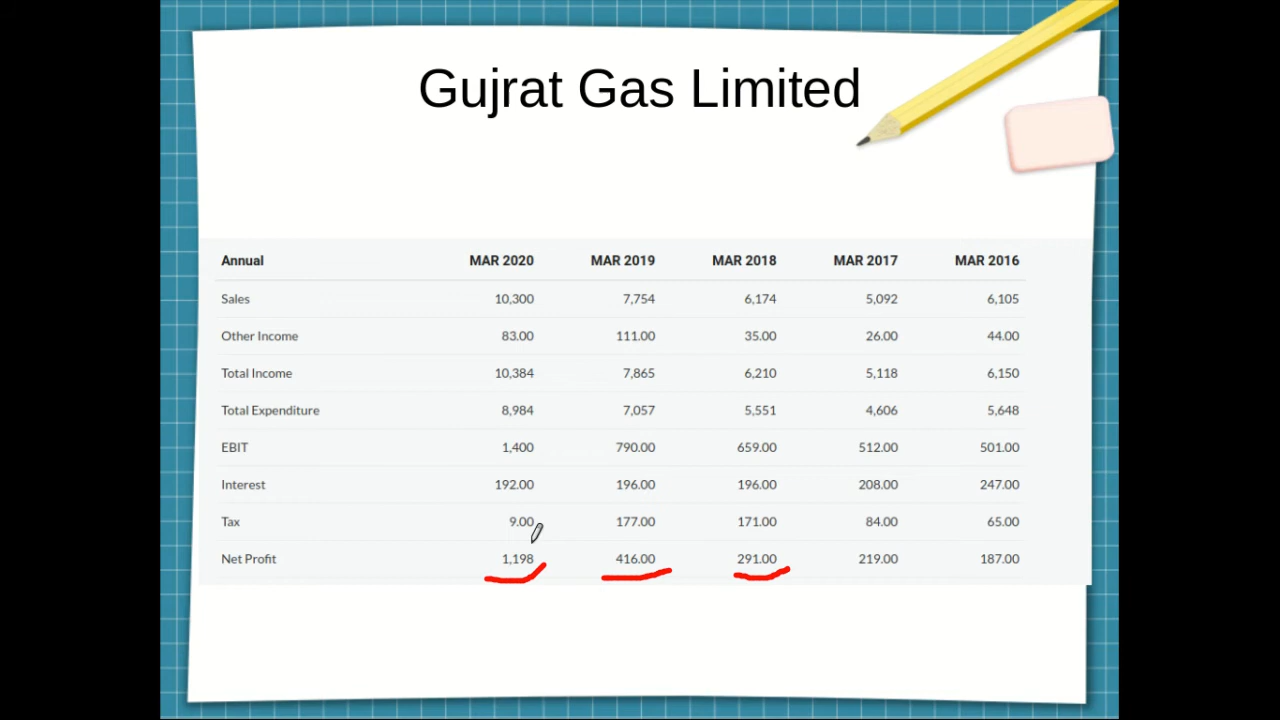 Gujrat Gas Limited
Annual MAR 2020 MAR 2019 MAR 2018 MAR 2017 MAR 2016
Sales 10,300 7,754 6,174 5,092 6,105
Other Income 83.00 111.00 35.00 26.00 44.00
Total Income 10,384 7,865 6,210 5,118 6,150
Total Expenditure 8,984 7,057 5,551 4,606 5,648
EBIT 1,400 790.00 659.00 512.00 501.00
Interest 192.00 196.00 196.00 208.00 247.00
Tax 9.00 177.00 171.00 84.00 65.00
Net Profit 1,198 416.00 291.00 219.00 187.00